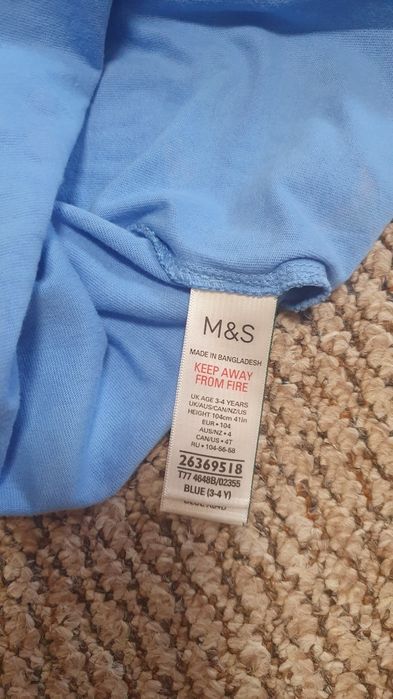 M&S
MADE IN BANGLADESH
KEEP AWAY
FROM FIRE
UK AGE 3-4 YEARS
UK/AUS/CAN/NZ/US
HEIGHT 104cm 41in
EUR • 104
AUS/NZ • 4
CAN/US • 4T
RU • 104-56-58
26369518
T77 4648B/02355
BLUE (3-4 Y)